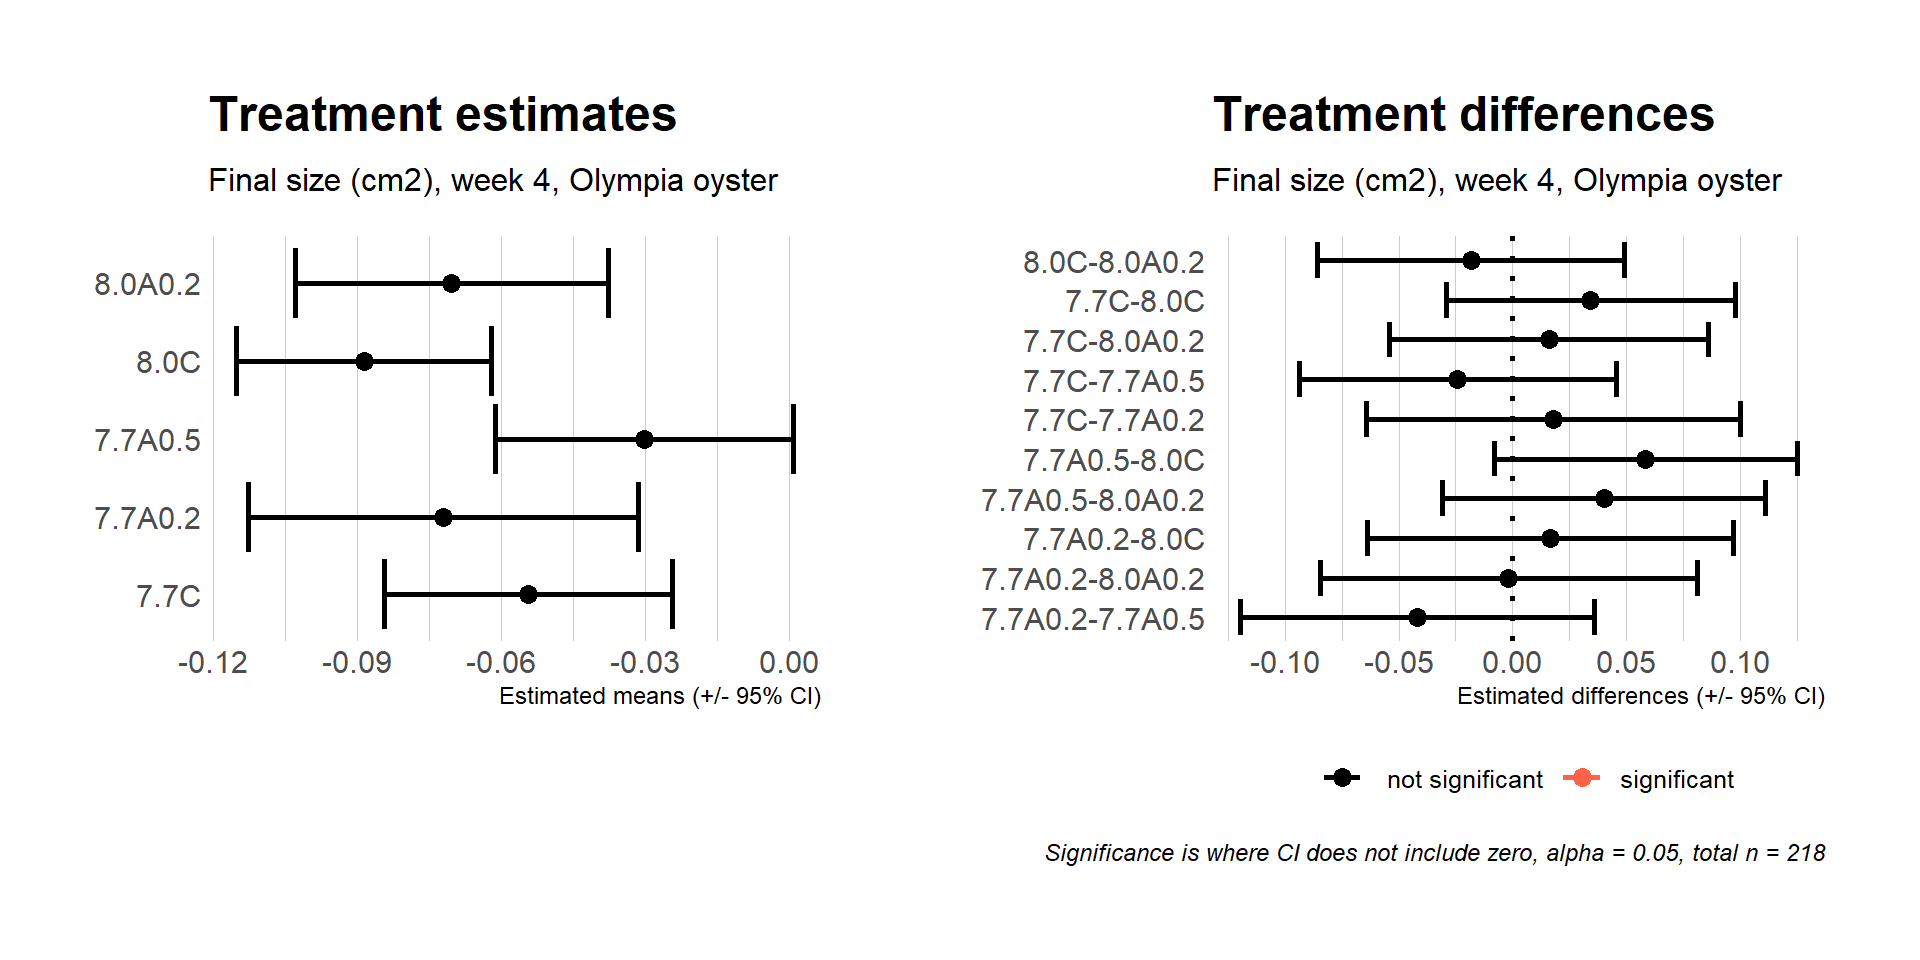 Treatment estimates
Final size (cm2), week 4, Olympia oyster
8.0A0.2
8.0C
7.7A0.5
7.7A0.2
7.7C
-0.12 -0.09 -0.06 -0.03 0.00
Estimated means (+/- 95% CI)
Treatment differences
Final size (cm2), week 4, Olympia oyster
8.0C-8.0A0.2
7.7C-8.0C
7.7C-8.0A0.2
7.7C-7.7A0.5
7.7C-7.7A0.2
7.7A0.5-8.0C
7.7A0.5-8.0A0.2
7.7A0.2-8.0C
7.7A0.2-8.0A0.2
7.7A0.2-7.7A0.5
-0.10 -0.05 0.00 0.05 0.10
Estimated differences (+/- 95% CI)
not significant significant
Significance is where CI does not include zero, alpha = 0.05, total n = 218